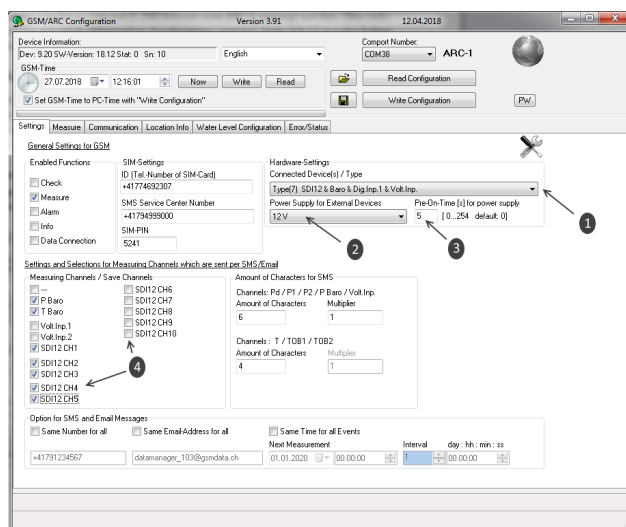 GSM/ARC Configuration Version 3.91 12.04.2018
Device Information:
Dev: 9.20 SW-Version: 18.12 Stat: 0 Sn: 10
English
Comport Number:
COM38
ARC-1
GSM-Time
27.07.2018 12:16:01 Now Write Read
Read Configuration
Set GSM-Time to PC-Time with "Write Configuration"
Write Configuration
PW
Settings Measure Communication Location Info Water Level Configuration Error/Status
General Settings for GSM
Enabled Functions
Check
Measure
Alarm
Info
Data Connection
SIM-Settings
ID (Tel.-Number of SIM-Card)
+41774692307
SMS Service Center Number
+41794999000
SIM-PIN
5241
Hardware-Settings
Connected Device(s) / Type
Type(7) SDI12 & Baro & Dig.Inp.1 & Volt.Inp.
Power Supply for External Devices
12 V
Pre-On-Time [s] for power supply
5 [ 0...254 default: 0]
1
2
3
Settings and Selections for Measuring Channels which are sent per SMS/Email
Measuring Channels / Save Channels
---
P Baro
T Baro
Volt.Inp.1
Volt.Inp.2
SDI12 CH1
SDI12 CH2
SDI12 CH3
SDI12 CH4
SDI12 CH5
SDI12 CH6
SDI12 CH7
SDI12 CH8
SDI12 CH9
SDI12 CH10
4
Amount of Characters for SMS
Channels: Pd / P1 / P2 / P Baro / Volt.Inp.
Amount of Characters Multiplier
6 1
Channels : T / TOB1 / TOB2
Amount of Characters Multiplier
4 1
Option for SMS and Email Messages
Same Number for all Same Email-Address for all Same Time for all Events
Next Measurement Interval day : hh : min : ss
+41791234567 datamanager_103@gsmdata.ch 01.01.2020 00:00:00 1 00:00:00